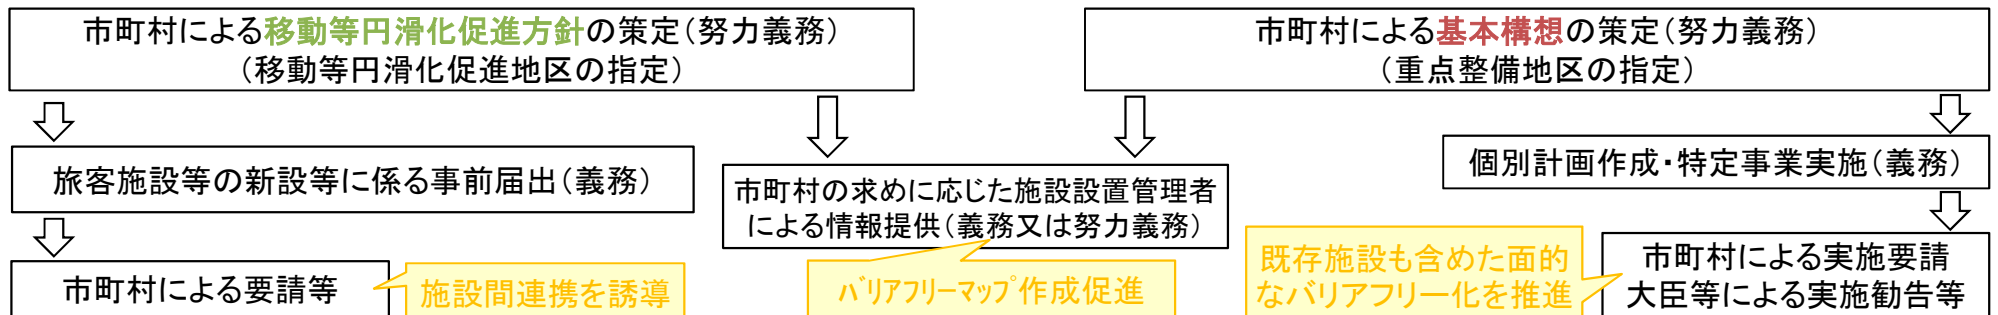 市町村による移動等円滑化促進方針の策定(努力義務)
(移動等円滑化促進地区の指定)
市町村による基本構想の策定(努力義務)
(重点整備地区の指定)
旅客施設等の新設等に係る事前届出(義務)
市町村の求めに応じた施設設置管理者
による情報提供(義務又は努力義務)
個別計画作成・特定事業実施(義務)
市町村による要請等
施設間連携を誘導
ﾊﾞﾘｱﾌﾘｰﾏｯﾌﾟ作成促進
既存施設も含めた面的
なバリアフリー化を推進
市町村による実施要請
大臣等による実施勧告等